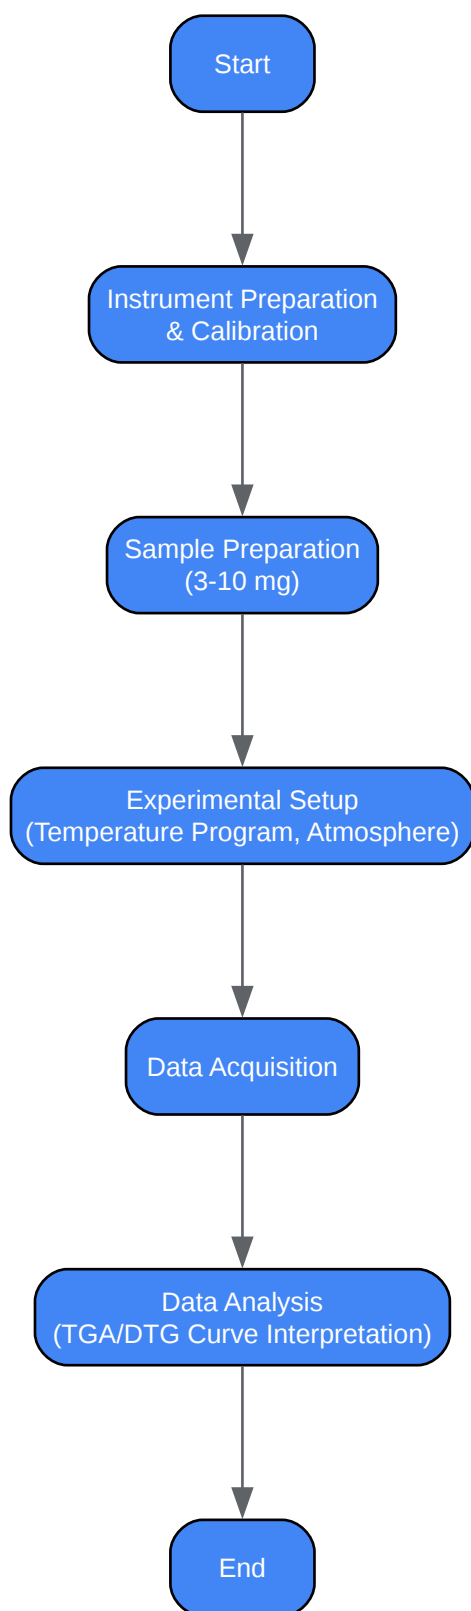 Start
Instrument Preparation
& Calibration
Sample Preparation
(3-10 mg)
Experimental Setup
(Temperature Program, Atmosphere)
Data Acquisition
Data Analysis
(TGA/DTG Curve Interpretation)
End